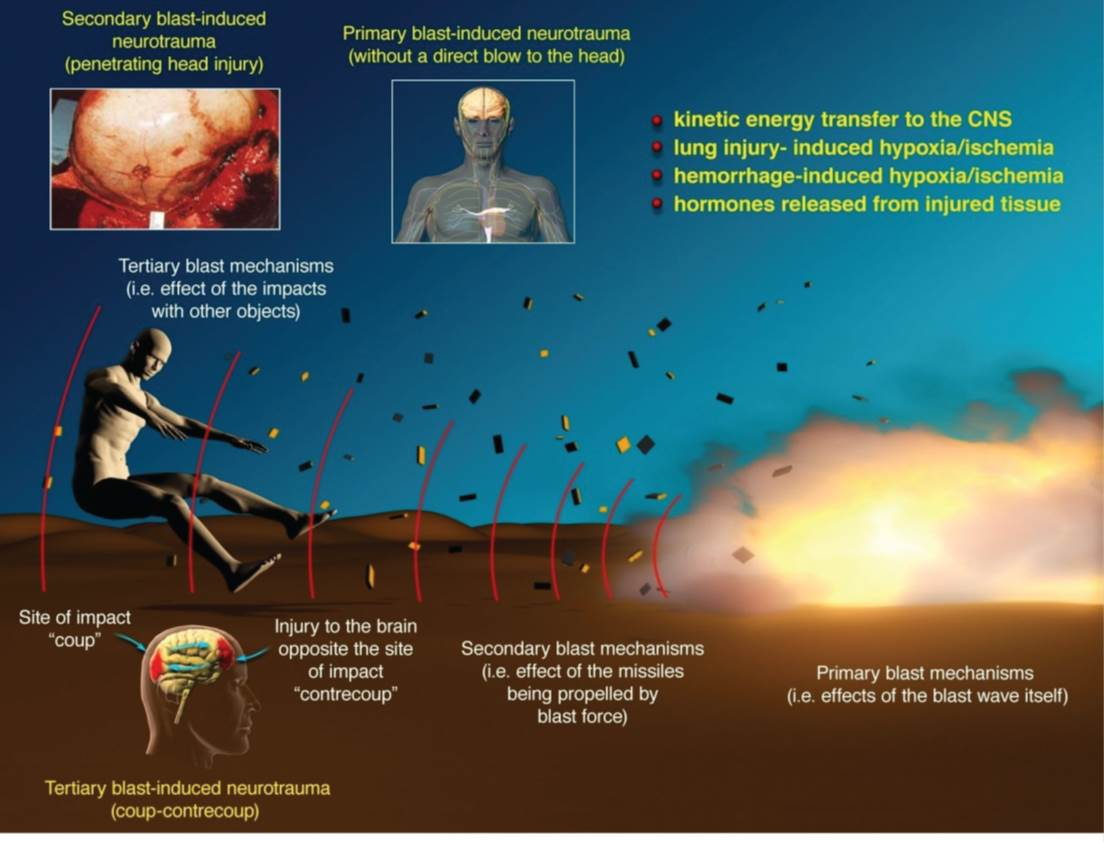 Secondary blast-induced
neurotrauma
(penetrating head injury)
Primary blast-induced neurotrauma
(without a direct blow to the head)
kinetic energy transfer to the CNS
lung injury- induced hypoxia/ischemia
hemorrhage-induced hypoxia/ischemia
hormones released from injured tissue
Tertiary blast mechanisms
(i.e. effect of the impacts
with other objects)
Site of impact
“coup”
Injury to the brain
opposite the site
of impact
“contrecoup”
Secondary blast mechanisms
(i.e. effect of the missiles
being propelled by
blast force)
Primary blast mechanisms
(i.e. effects of the blast wave itself)
Tertiary blast-induced neurotrauma
(coup-contrecoup)